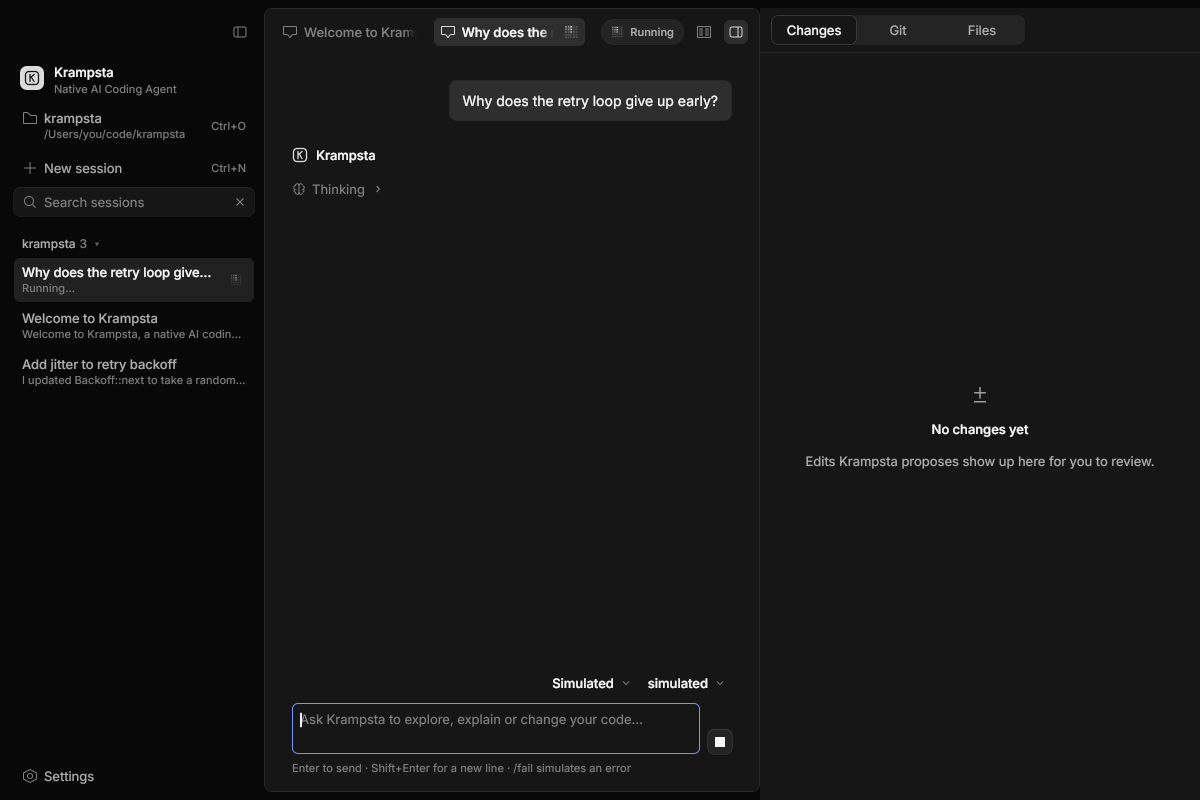 Krampsta
Native AI Coding Agent
krampsta
/Users/you/code/krampsta
Ctrl+O
New session
Ctrl+N
Search sessions
krampsta 3
Why does the retry loop give...
Running...
Welcome to Krampsta
Welcome to Krampsta, a native AI codin...
Add jitter to retry backoff
I updated Backoff::next to take a random...
Settings
Welcome to Kram
Why does the
Running
Why does the retry loop give up early?
Krampsta
Thinking
Simulated
simulated
Ask Krampsta to explore, explain or change your code...
Enter to send · Shift+Enter for a new line · /fail simulates an error
Changes
Git
Files
No changes yet
Edits Krampsta proposes show up here for you to review.